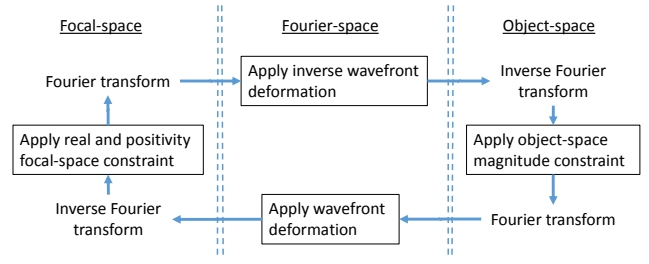 Focal-space
Fourier-space
Object-space
Fourier transform
Apply inverse wavefront
deformation
Inverse Fourier
transform
Apply real and positivity
focal-space constraint
Apply object-space
magnitude constraint
Inverse Fourier
transform
Apply wavefront
deformation
Fourier transform